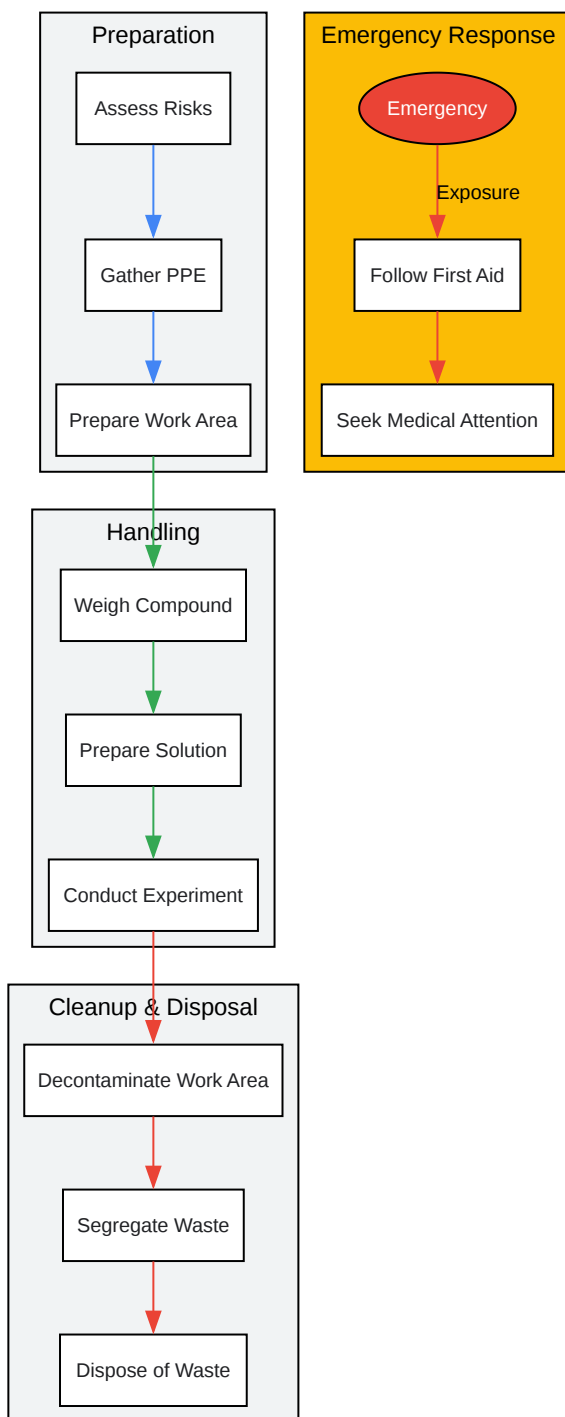 Preparation
Assess Risks
Gather PPE
Prepare Work Area
Emergency Response
Emergency
Exposure
Follow First Aid
Seek Medical Attention
Handling
Weigh Compound
Prepare Solution
Conduct Experiment
Cleanup & Disposal
Decontaminate Work Area
Segregate Waste
Dispose of Waste